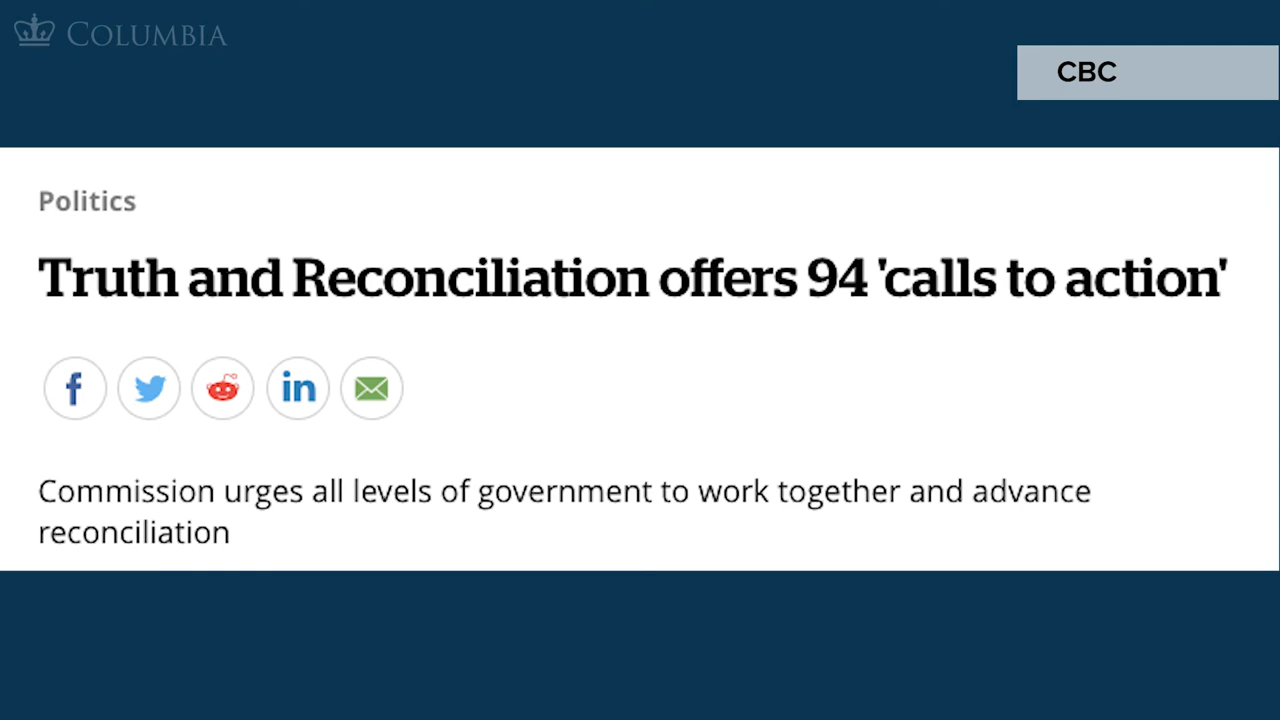 COLUMBIA
CBC
Politics
Truth and Reconciliation offers 94 'calls to action'
Commission urges all levels of government to work together and advance
reconciliation